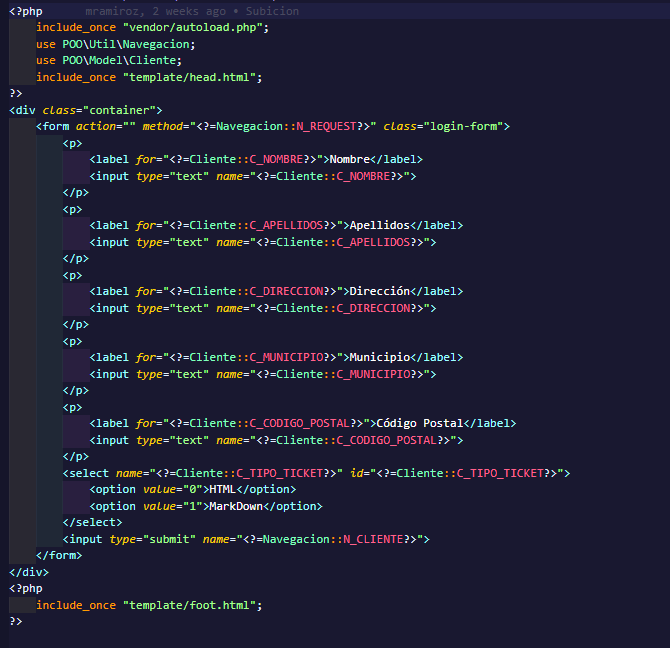 <?php mramiroz, 2 weeks ago • Subicion
include_once "vendor/autoload.php";
use POO\Util\Navegacion;
use POO\Model\Cliente;
include_once "template/head.html";
?>
<div class="container">
<form action="" method="<?=Navegacion::N_REQUEST?>" class="login-form">
<p>
<label for="<?=Cliente::C_NOMBRE?>">Nombre</label>
<input type="text" name="<?=Cliente::C_NOMBRE?>">
</p>
<p>
<label for="<?=Cliente::C_APELLIDOS?>">Apellidos</label>
<input type="text" name="<?=Cliente::C_APELLIDOS?>">
</p>
<p>
<label for="<?=Cliente::C_DIRECCION?>">Dirección</label>
<input type="text" name="<?=Cliente::C_DIRECCION?>">
</p>
<p>
<label for="<?=Cliente::C_MUNICIPIO?>">Municipio</label>
<input type="text" name="<?=Cliente::C_MUNICIPIO?>">
</p>
<p>
<label for="<?=Cliente::C_CODIGO_POSTAL?>">Código Postal</label>
<input type="text" name="<?=Cliente::C_CODIGO_POSTAL?>">
</p>
<select name="<?=Cliente::C_TIPO_TICKET?>" id="<?=Cliente::C_TIPO_TICKET?>">
<option value="0">HTML</option>
<option value="1">MarkDown</option>
</select>
<input type="submit" name="<?=Navegacion::N_CLIENTE?>">
</form>
</div>
<?php
include_once "template/foot.html";
?>